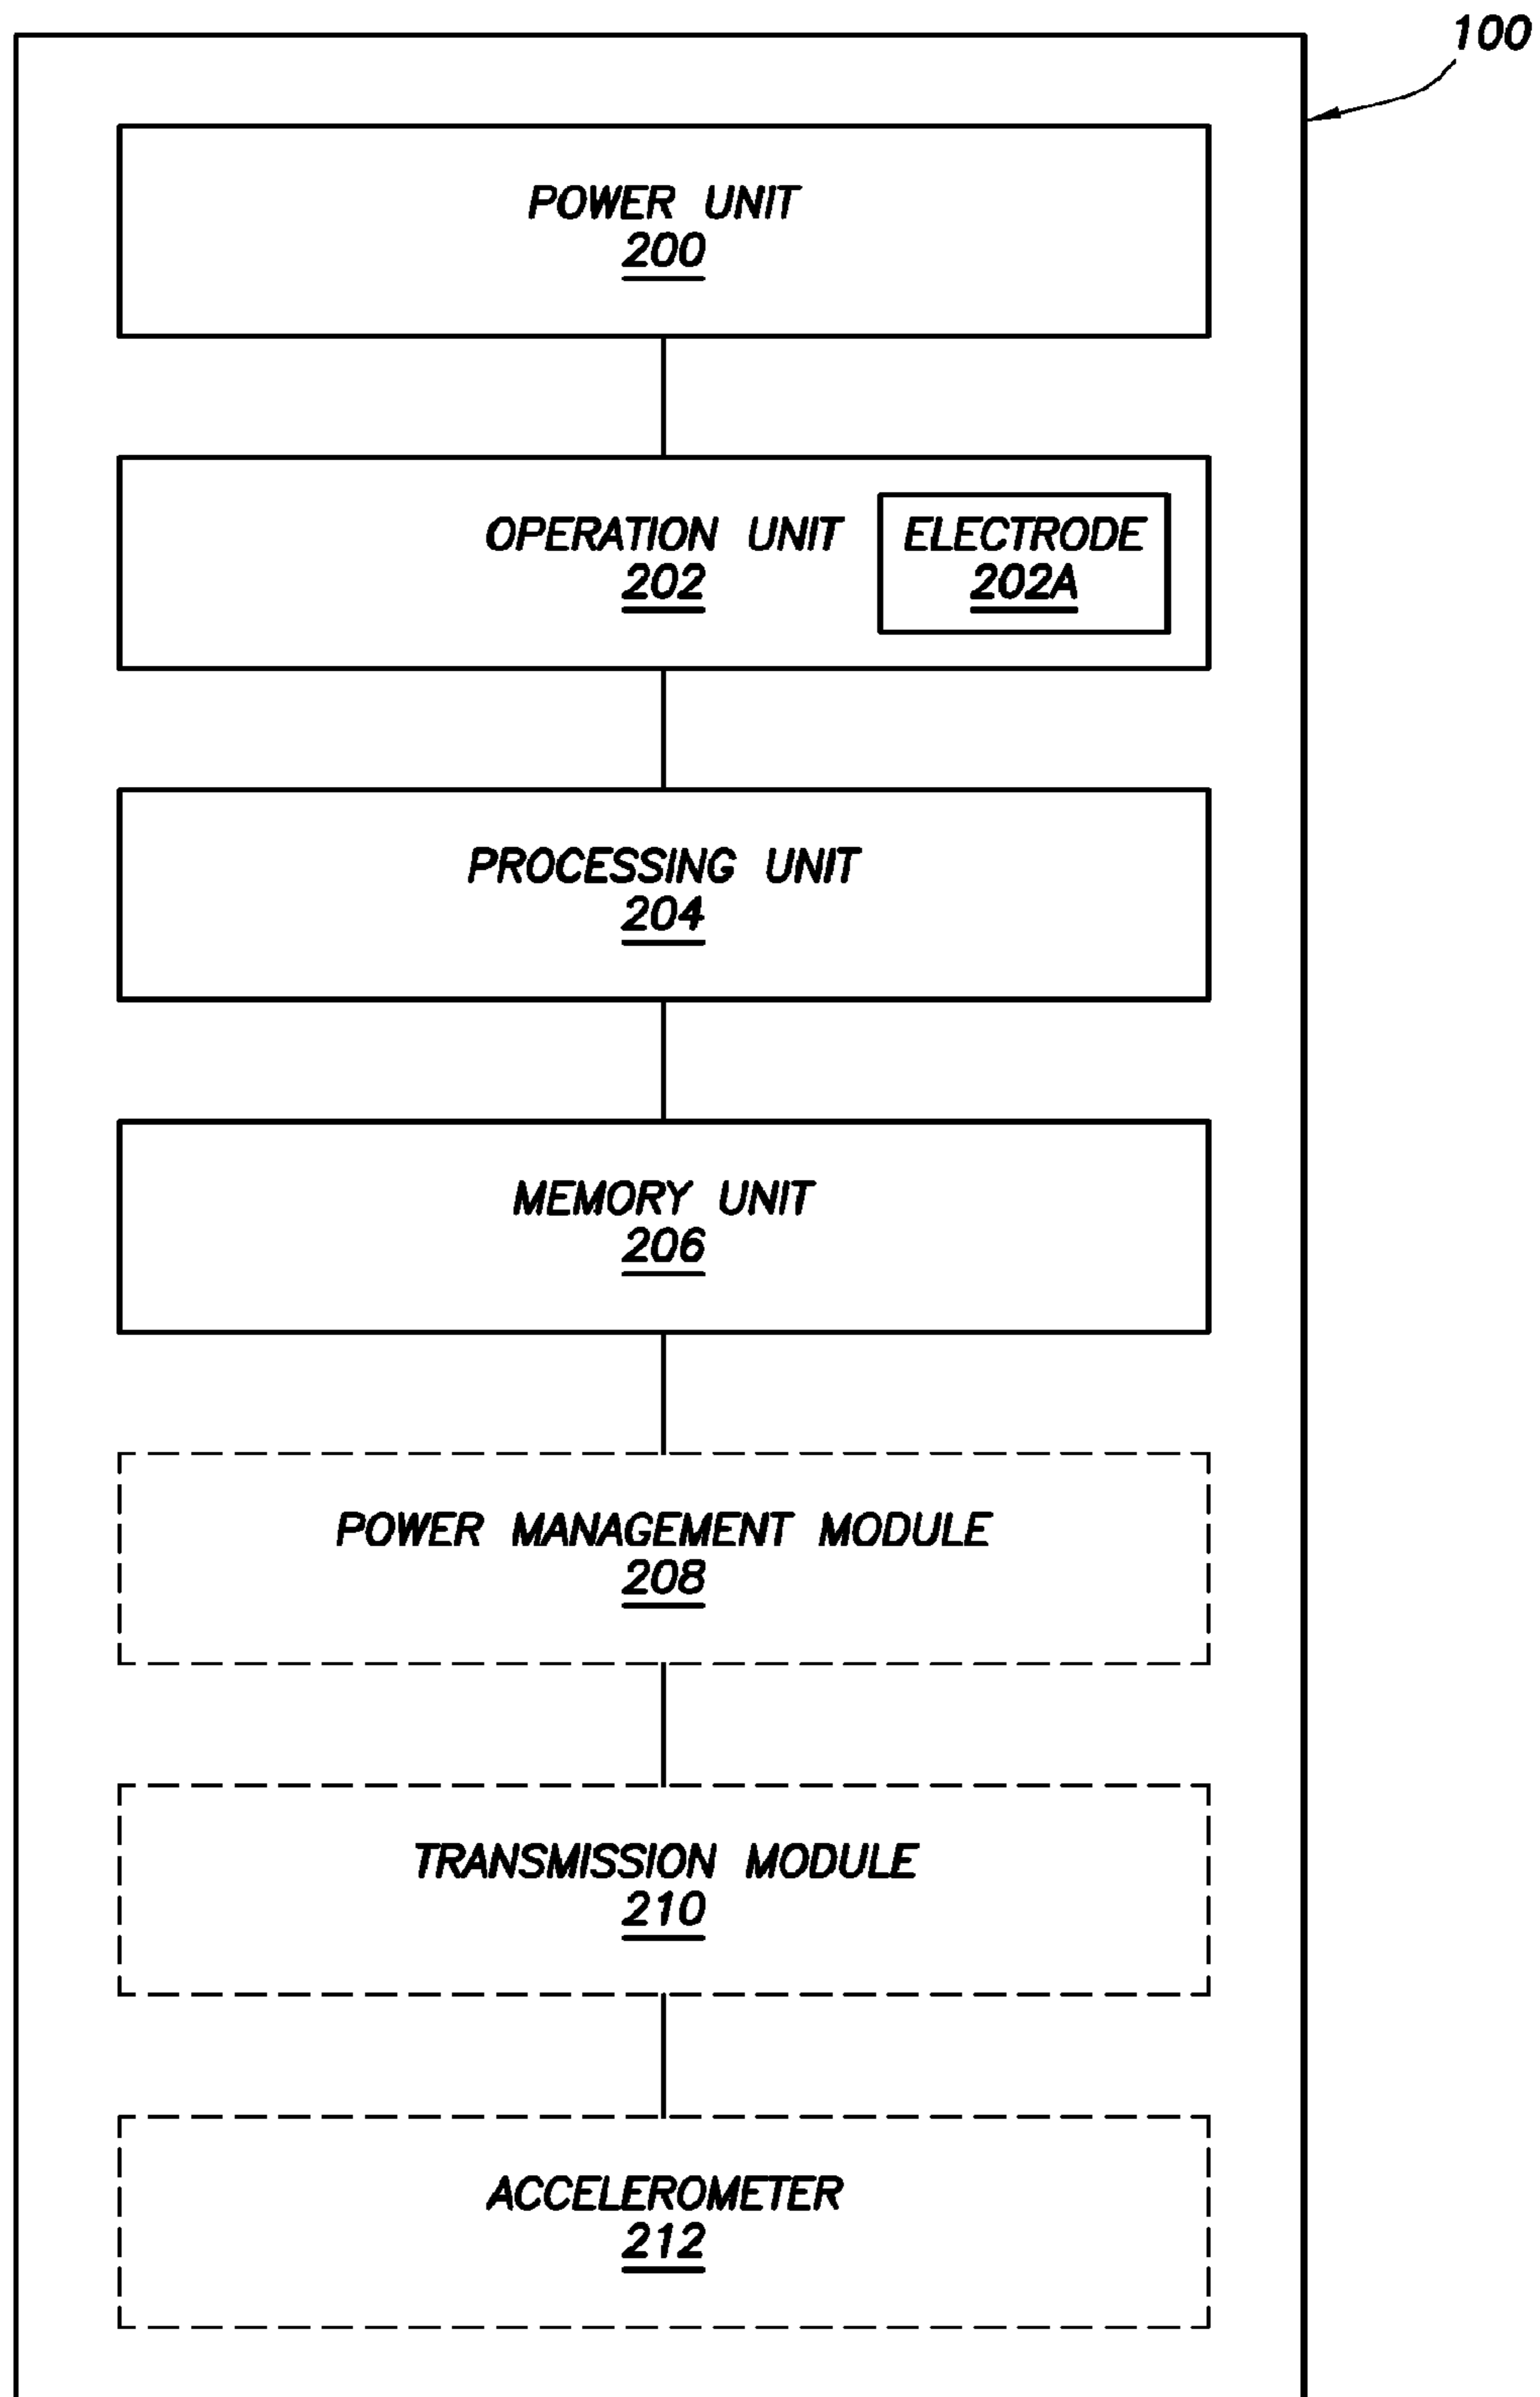 100
POWER UNIT
200
OPERATION UNIT
202
ELECTRODE
202A
PROCESSING UNIT
204
MEMORY UNIT
206
POWER MANAGEMENT MODULE
208
TRANSMISSION MODULE
210
ACCELEROMETER
212